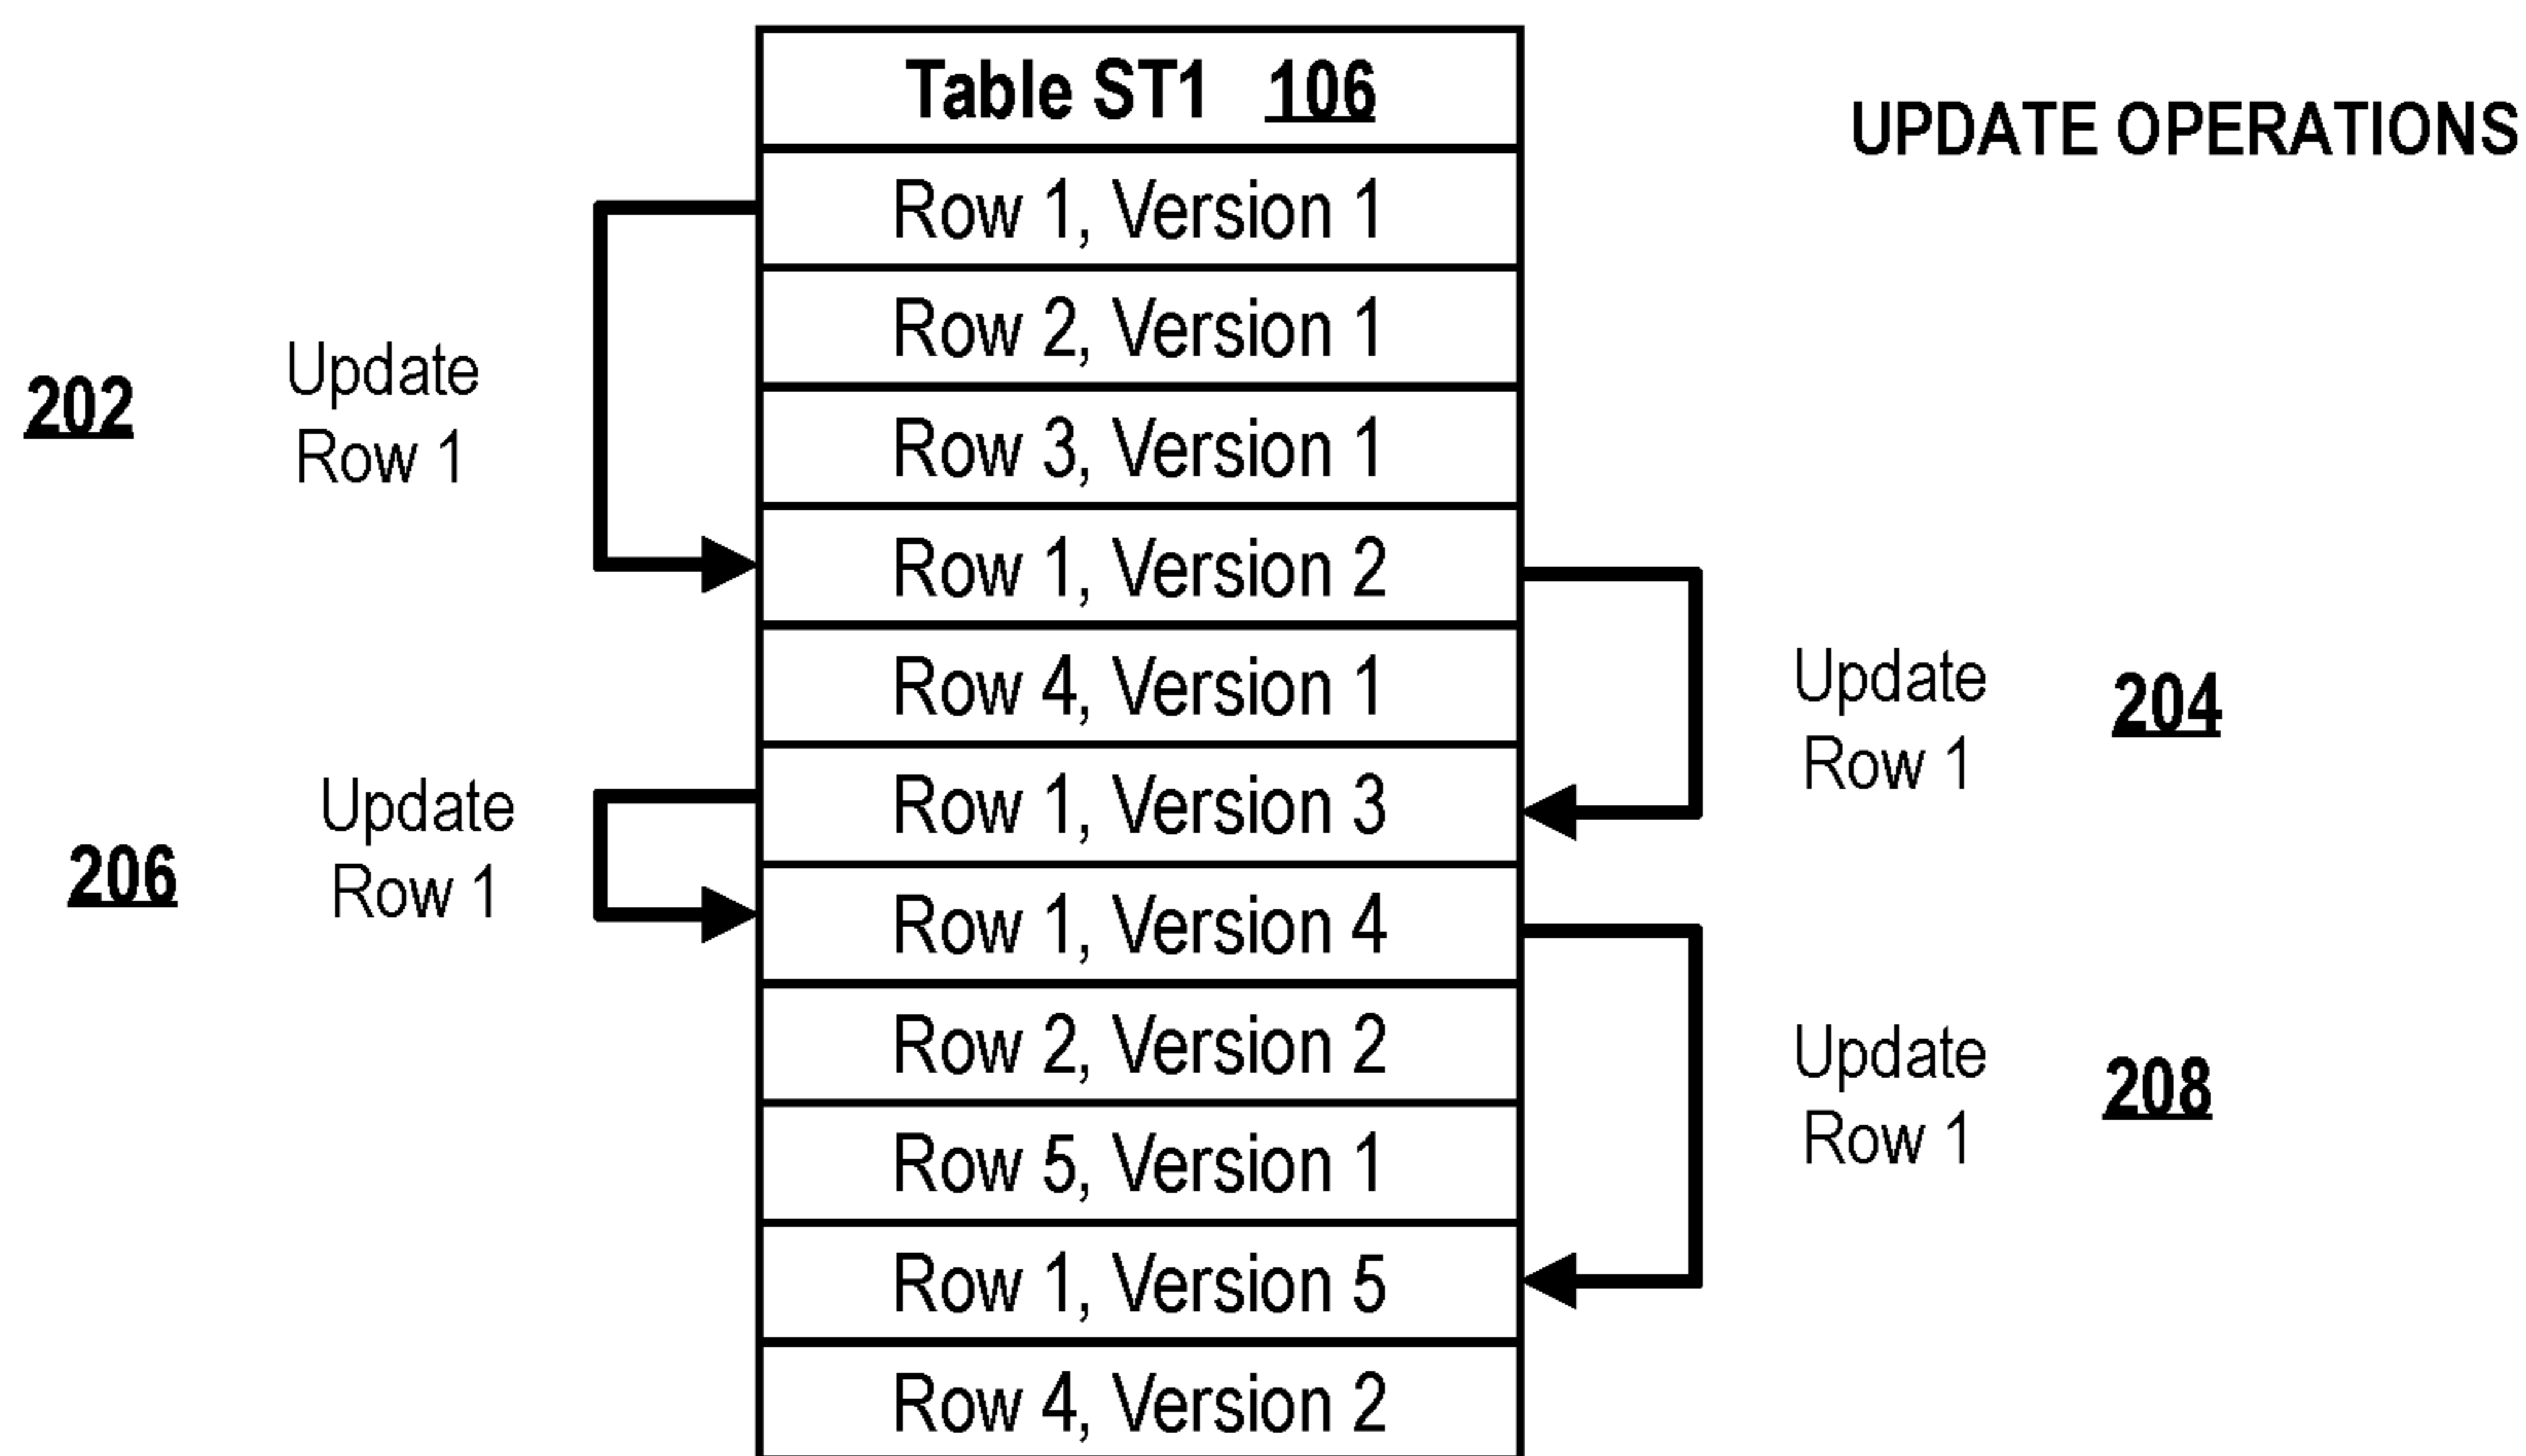 Table ST1 106
UPDATE OPERATIONS
Row 1, Version 1
Row 2, Version 1
202
Update
Row 1
Row 3, Version 1
Row 1, Version 2
Row 4, Version 1
Update
Row 1
204
Row 1, Version 3
206
Update
Row 1
Row 1, Version 4
Row 2, Version 2
Update
Row 1
208
Row 5, Version 1
Row 1, Version 5
Row 4, Version 2